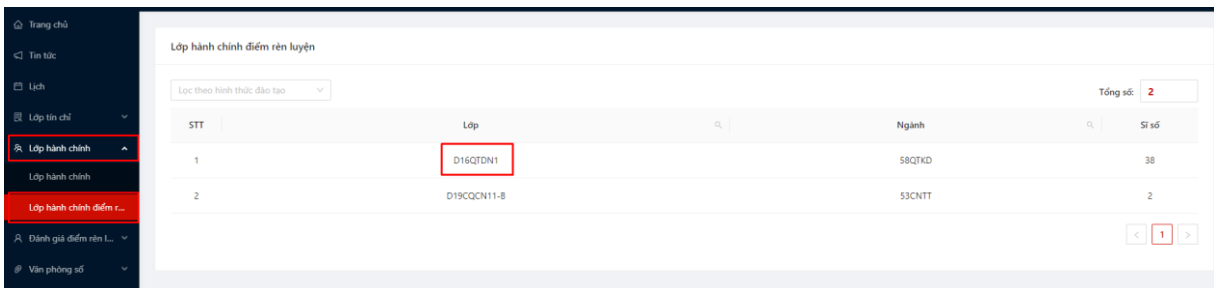 Trang chủ
Tin tức
Lịch
Lớp tín chỉ
Lớp hành chính
Lớp hành chính
Lớp hành chính điểm r...
Đánh giá điểm rèn l...
Văn phòng số
Lớp hành chính điểm rèn luyện
Lọc theo hình thức đào tạo
Tổng số: 2
STT Lớp Ngành Sĩ số
1 D16QTDN1 58QTKD 38
2 D19CQCN11-B 53CNTT 2
< 1 >